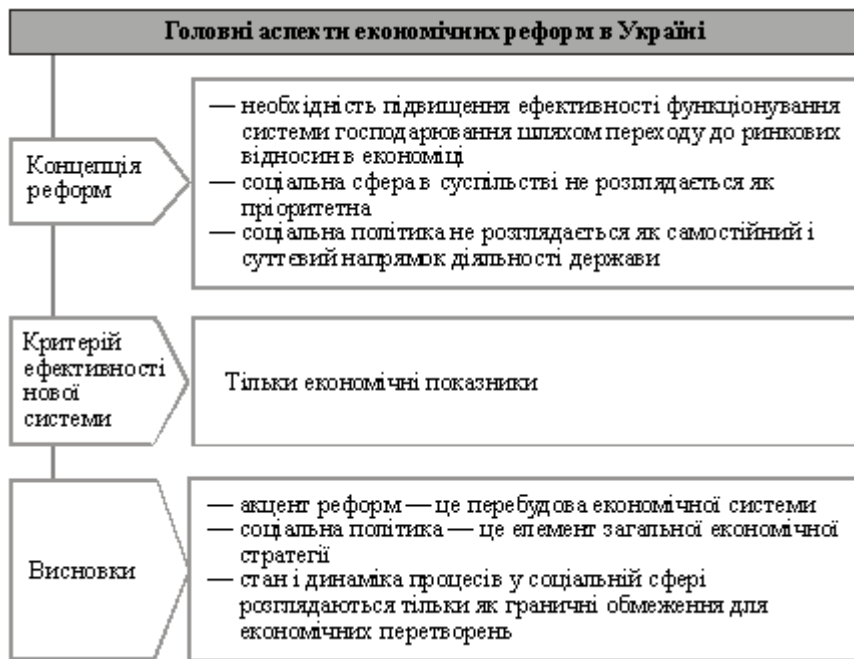 Головні аспекти економічних реформ в Україні
Концепція
реформ
— необхідність підвищення ефективності функціонування
системи господарювання шляхом переходу до ринкових
відносин в економіці
— соціальна сфера в суспільстві не розглядається як
пріоритетна
— соціальна політика не розглядається як самостійний і
суттєвий напрямок діяльності держави
Критерій
ефективності
нової
системи
Тільки економічні показники
Висновки
— акцент реформ — це перебудова економічної системи
— соціальна політика — це елемент загальної економічної
стратегії
— стан і динаміка процесів у соціальній сфері
розглядаються тільки як граничні обмеження для
економічних перетворень